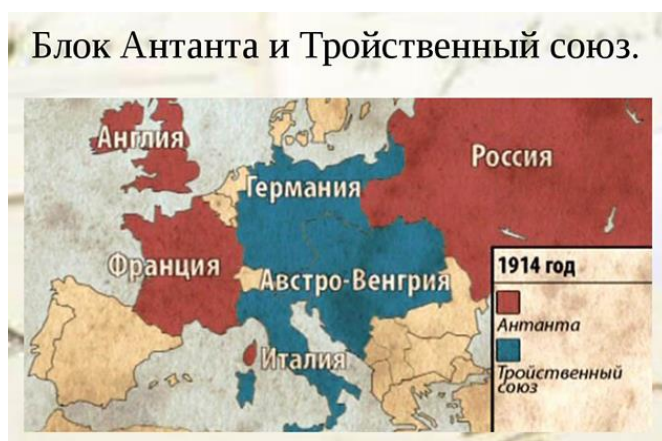 Блок Антанта и Тройственный союз.
Англия
Россия
Германия
Франция
Австро-Венгрия
Италия
1914 год
Антанта
Тройственный
союз